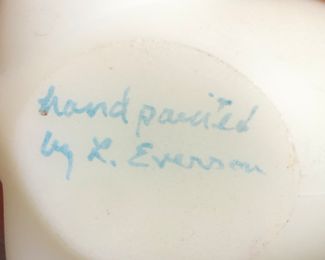 hand painted
by L. Everson